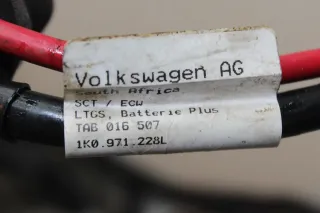 Volkswagen AG
South Africa
SCT / ECW
LTGS, Batterie Plus
TAB 016 507
1K0.971.228L